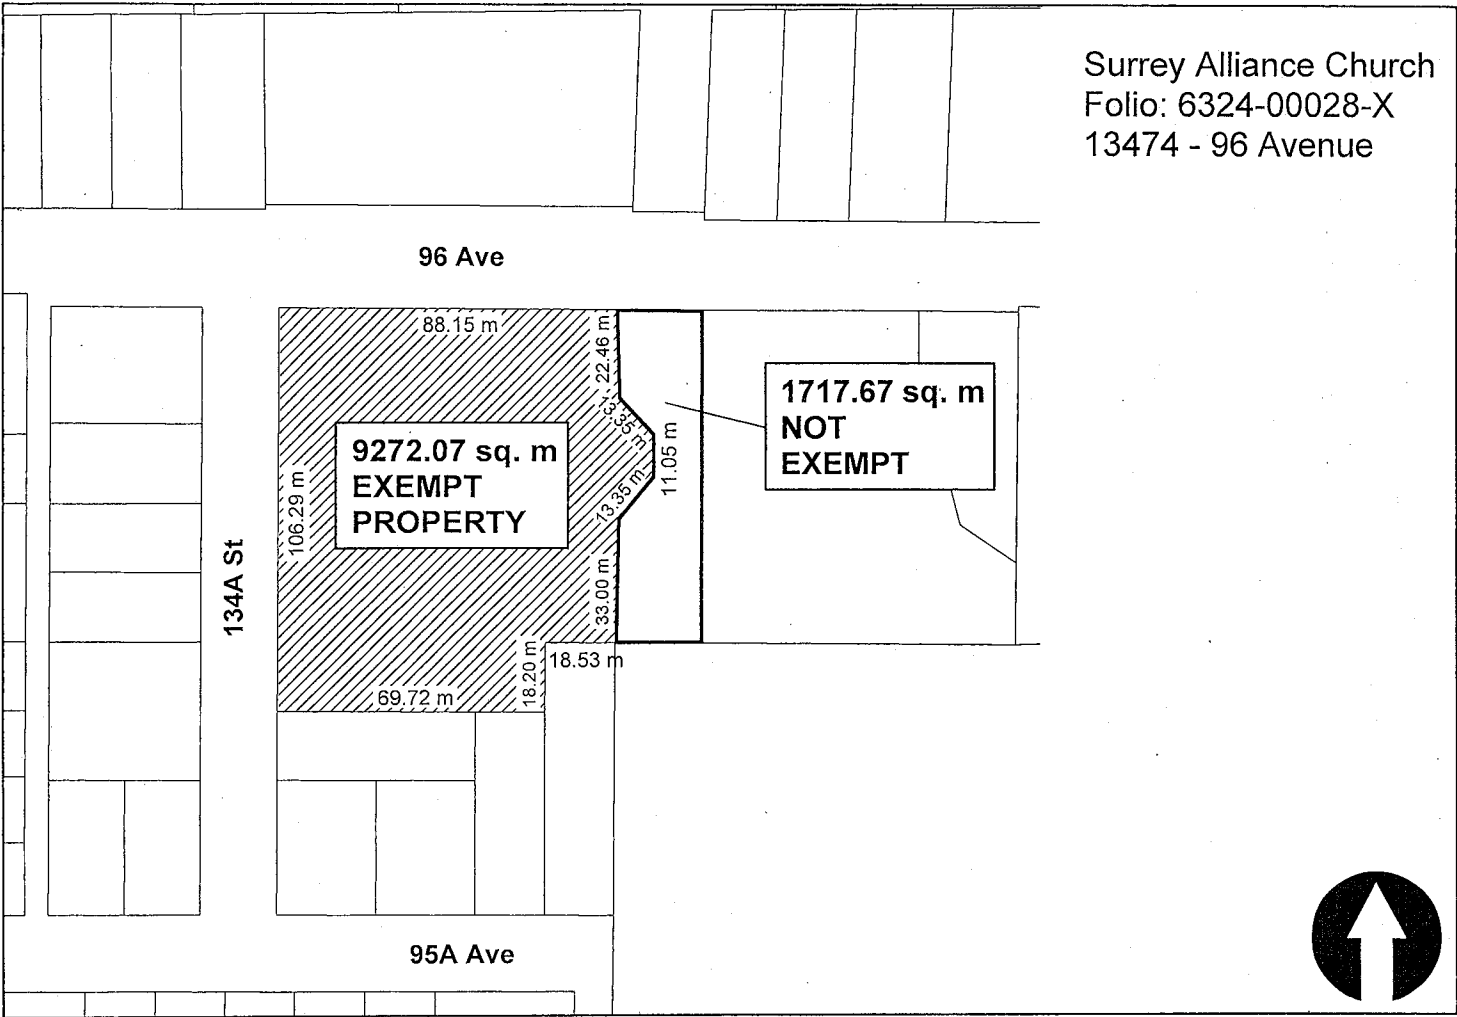 Surrey Alliance Church
Folio: 6324-00028-X
13474 - 96 Avenue
96 Ave
88.15 m
22.46 m
13.35 m
11.05 m
13.35 m
33.00 m
1717.67 sq. m
NOT
EXEMPT
9272.07 sq. m
EXEMPT
PROPERTY
106.29 m
134A St
18.53 m
18.20 m
69.72 m
95A Ave